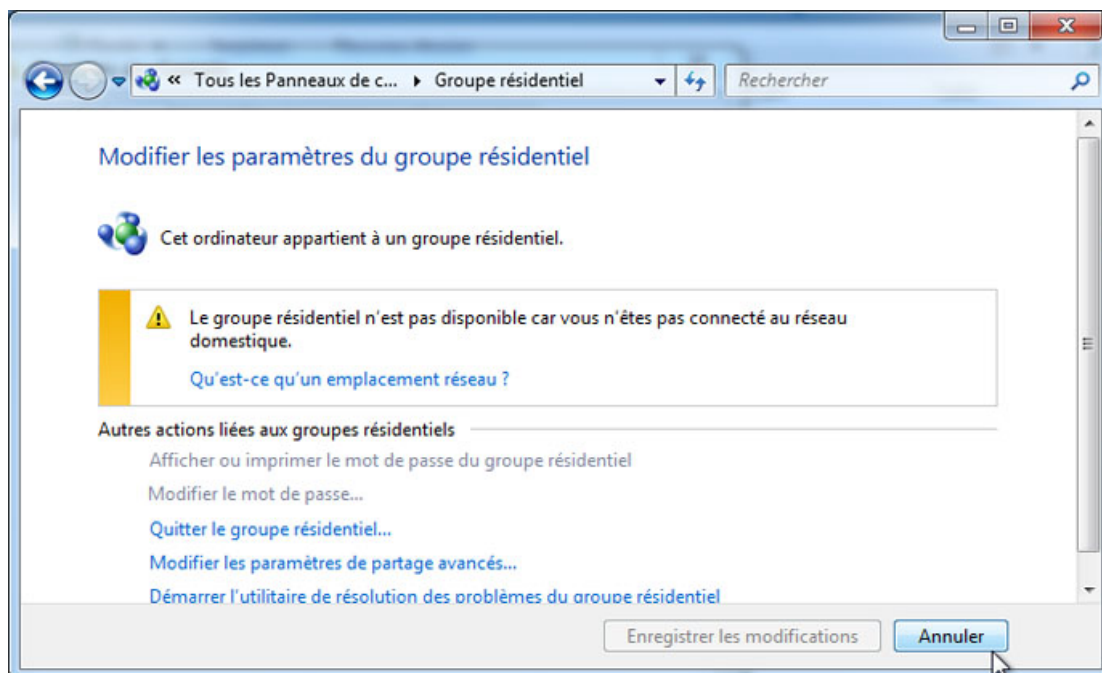 « Tous les Panneaux de c... Groupe résidentiel Rechercher
Modifier les paramètres du groupe résidentiel
Cet ordinateur appartient à un groupe résidentiel.
Le groupe résidentiel n'est pas disponible car vous n'êtes pas connecté au réseau
domestique.
Qu'est-ce qu'un emplacement réseau ?
Autres actions liées aux groupes résidentiels
Afficher ou imprimer le mot de passe du groupe résidentiel
Modifier le mot de passe...
Quitter le groupe résidentiel...
Modifier les paramètres de partage avancés...
Démarrer l'utilitaire de résolution des problèmes du groupe résidentiel
Enregistrer les modifications Annuler